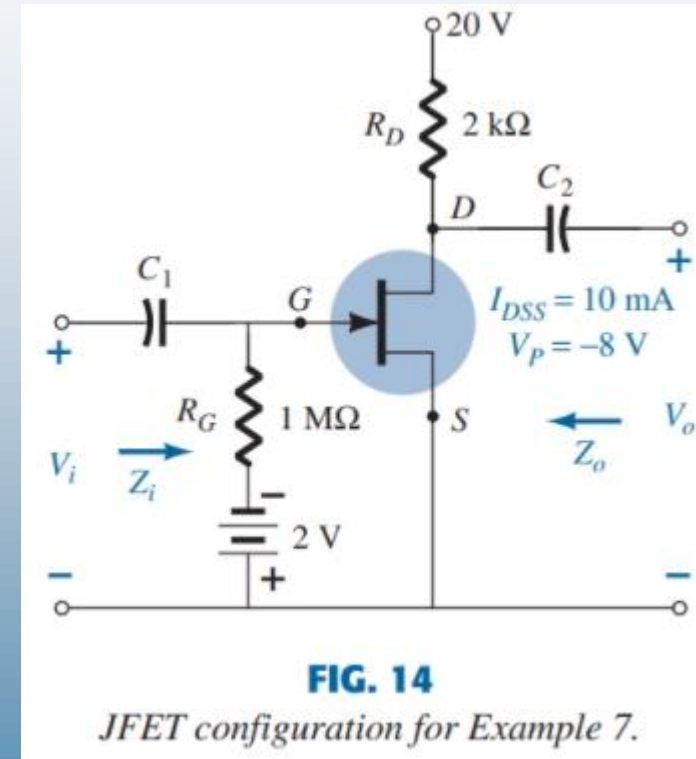 20 V
R_D 2 kΩ
C_2
D
C_1
G
I_DSS = 10 mA
V_P = –8 V
+
+
R_G 1 MΩ
S
V_o
Z_o
V_i
Z_i
–
2 V
+
–
–
FIG. 14
JFET configuration for Example 7.